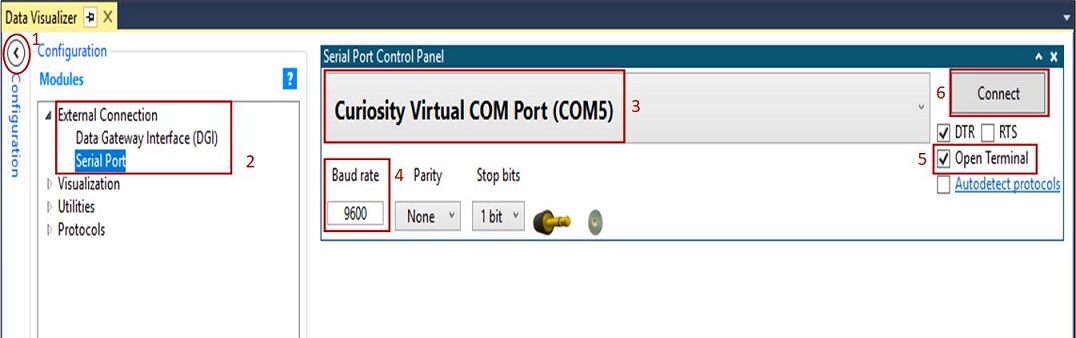 Data Visualizer
1
Configuration
Configuration
Modules
?
External Connection
Data Gateway Interface (DGI)
Serial Port
2
Visualization
Utilities
Protocols
Serial Port Control Panel
Curiosity Virtual COM Port (COM5)
3
6
Connect
DTR RTS
5
Open Terminal
Autodetect protocols
Baud rate
4
Parity
Stop bits
9600
None
1 bit